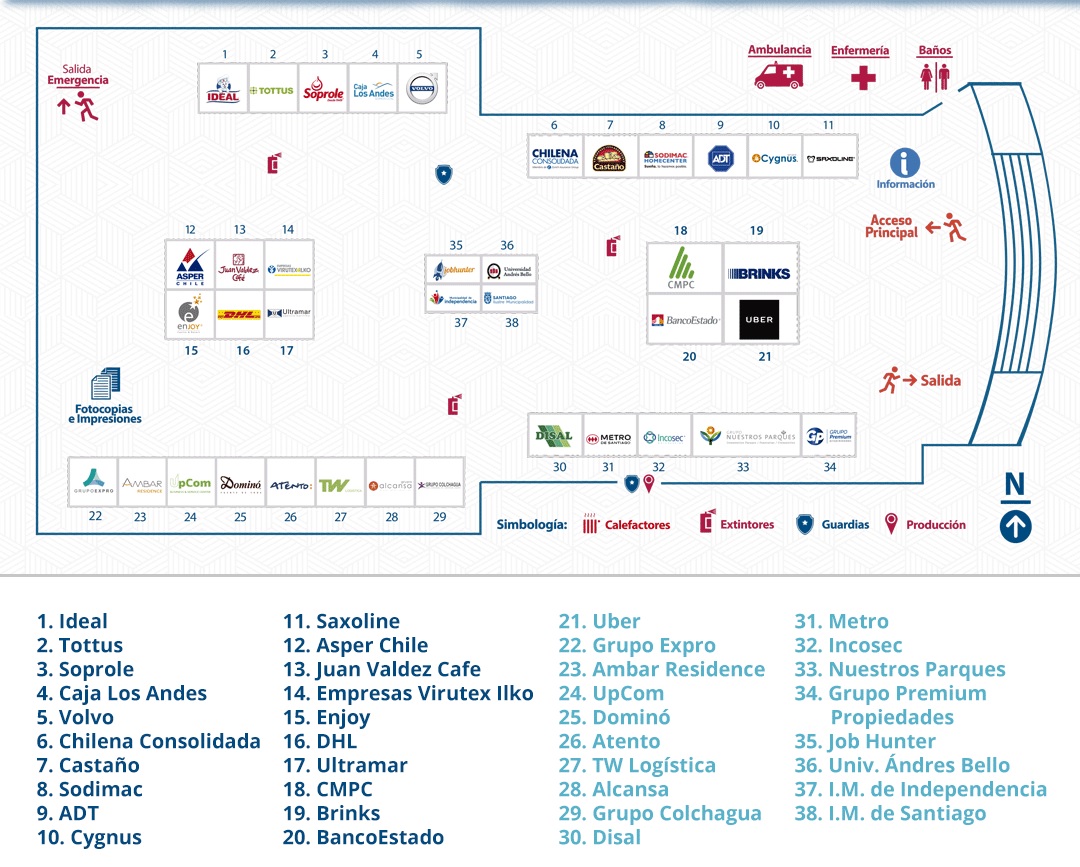 Salida
Emergencia
1 2 3 4 5
IDEAL
TOTTUS
Soprole
Caja
Los Andes
VOLVO
Ambulancia
Enfermería
Baños
6 7 8 9 10 11
CHILENA
CONSOLIDADA
Castaño
SODIMAC
HOMECENTER
ADT
Cygnus
SAXOLINE
Información
Acceso
Principal
12 13 14
ASPER
CHILE
Juan Valdez
Café
VIRUTEX-ILKO
enjoy
DHL
Ultramar
15 16 17
35 36
jobhunter
Universidad
Andrés Bello
Municipalidad de
independencia
SANTIAGO
Ilustre Municipalidad
37 38
18 19
CMPC
BRINKS
BancoEstado
UBER
20 21
Salida
Fotocopias
e Impresiones
DISAL
METRO
DE SANTIAGO
Incosec
GRUPO
NUESTROS PARQUES
GP
GRUPO
Premium
30 31 32 33 34
GRUPOEXPRO
AMBAR
RESIDENCE
UpCom
Dominó
ATENTO
TW
alcansa
GRUPO COLCHAGUA
22 23 24 25 26 27 28 29
Simbología:
Calefactores
Extintores
Guardias
Producción
N
1. Ideal
2. Tottus
3. Soprole
4. Caja Los Andes
5. Volvo
6. Chilena Consolidada
7. Castaño
8. Sodimac
9. ADT
10. Cygnus
11. Saxoline
12. Asper Chile
13. Juan Valdez Cafe
14. Empresas Virutex Ilko
15. Enjoy
16. DHL
17. Ultramar
18. CMPC
19. Brinks
20. BancoEstado
21. Uber
22. Grupo Expro
23. Ambar Residence
24. UpCom
25. Dominó
26. Atento
27. TW Logística
28. Alcansa
29. Grupo Colchagua
30. Disal
31. Metro
32. Incosec
33. Nuestros Parques
34. Grupo Premium
Propiedades
35. Job Hunter
36. Univ. Ándres Bello
37. I.M. de Independencia
38. I.M. de Santiago